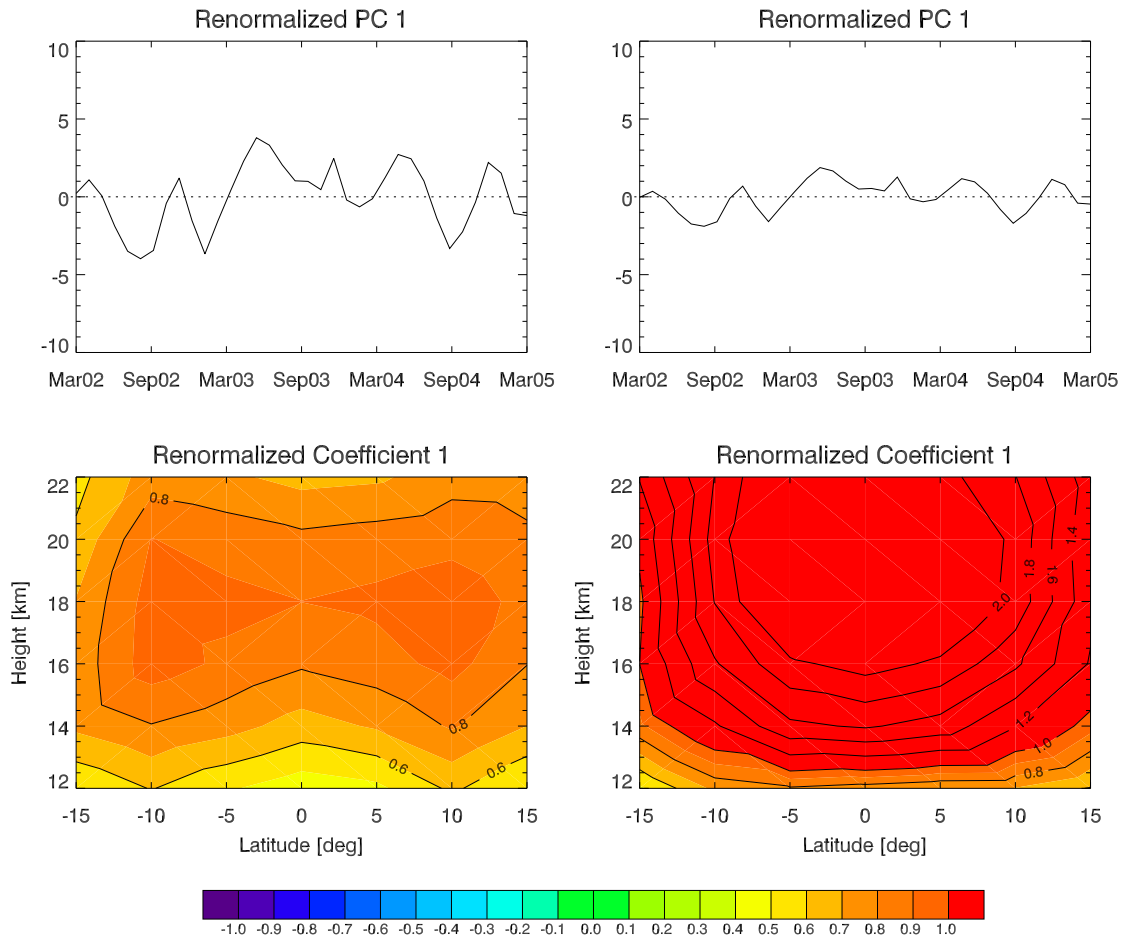 Renormalized PC 1
10
5
0
-5
-10
Mar02 Sep02 Mar03 Sep03 Mar04 Sep04 Mar05
Renormalized PC 1
10
5
0
-5
-10
Mar02 Sep02 Mar03 Sep03 Mar04 Sep04 Mar05
Renormalized Coefficient 1
Height [km]
22
20
18
16
14
12
0.8
0.8
0.6
0.6
-15 -10 -5 0 5 10 15
Latitude [deg]
Renormalized Coefficient 1
Height [km]
22
20
18
16
14
12
1.4
1.8
1.6
2.0
1.2
1.0
0.8
-15 -10 -5 0 5 10 15
Latitude [deg]
-1.0 -0.9 -0.8 -0.7 -0.6 -0.5 -0.4 -0.3 -0.2 -0.1 0.0 0.1 0.2 0.3 0.4 0.5 0.6 0.7 0.8 0.9 1.0